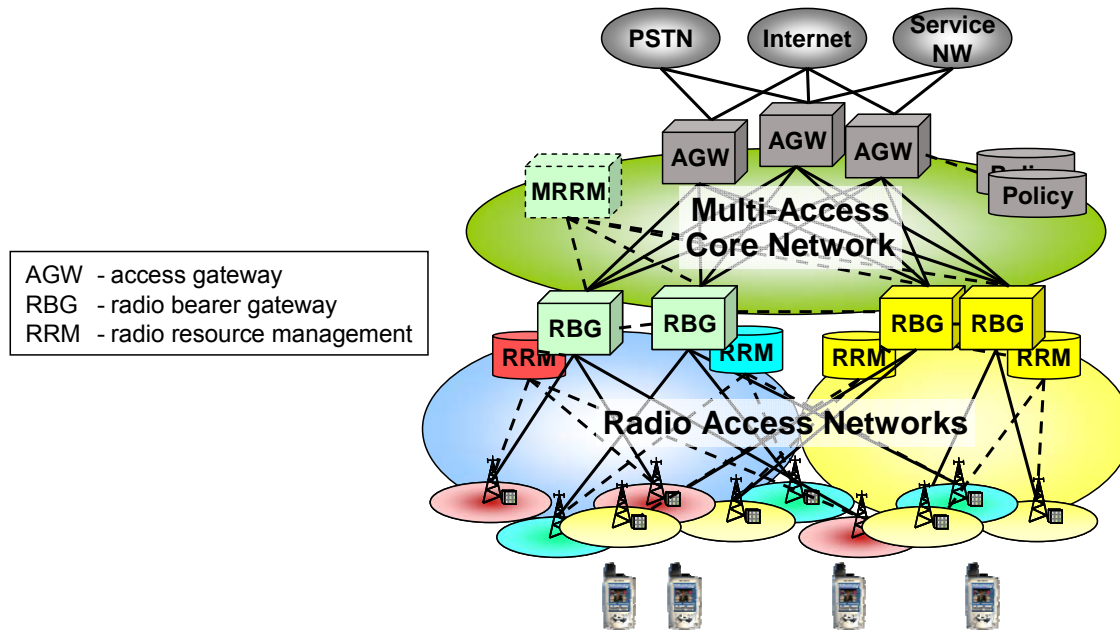 PSTN
Internet
Service
NW
AGW
AGW
AGW
MRRM
Policy
Multi-Access
Core Network
AGW - access gateway
RBG - radio bearer gateway
RRM - radio resource management
RBG
RBG
RBG
RBG
RRM
RRM
RRM
RRM
Radio Access Networks